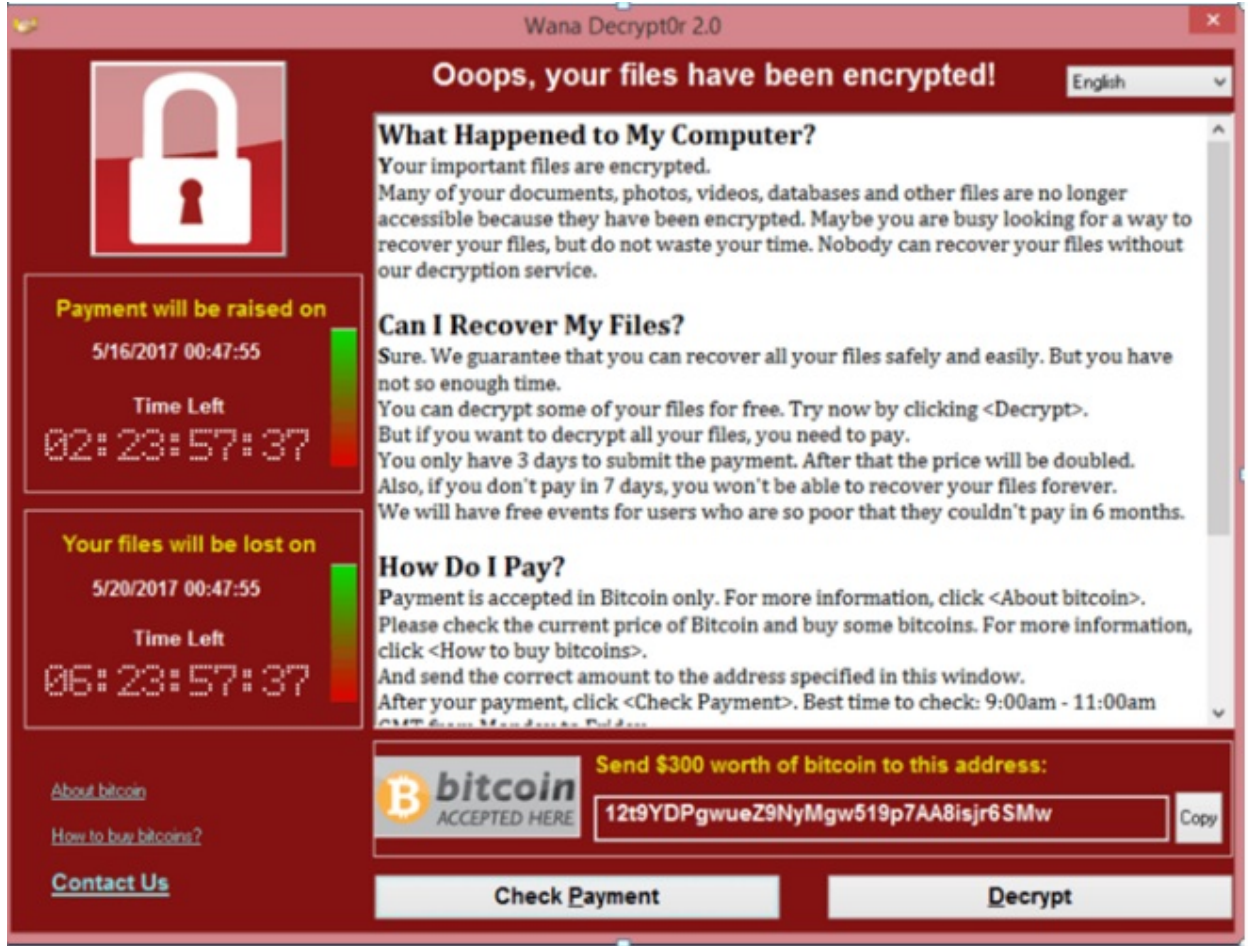 Wana Decrypt0r 2.0
Ooops, your files have been encrypted!
English
What Happened to My Computer?
Your important files are encrypted.
Many of your documents, photos, videos, databases and other files are no longer
accessible because they have been encrypted. Maybe you are busy looking for a way to
recover your files, but do not waste your time. Nobody can recover your files without
our decryption service.
Can I Recover My Files?
Sure. We guarantee that you can recover all your files safely and easily. But you have
not so enough time.
You can decrypt some of your files for free. Try now by clicking <Decrypt>.
But if you want to decrypt all your files, you need to pay.
You only have 3 days to submit the payment. After that the price will be doubled.
Also, if you don't pay in 7 days, you won't be able to recover your files forever.
We will have free events for users who are so poor that they couldn't pay in 6 months.
How Do I Pay?
Payment is accepted in Bitcoin only. For more information, click <About bitcoin>.
Please check the current price of Bitcoin and buy some bitcoins. For more information,
click <How to buy bitcoins>.
And send the correct amount to the address specified in this window.
After your payment, click <Check Payment>. Best time to check: 9:00am - 11:00am
GMT from Monday to Friday.
Payment will be raised on
5/16/2017 00:47:55
Time Left
02:23:57:37
Your files will be lost on
5/20/2017 00:47:55
Time Left
06:23:57:37
About bitcoin
How to buy bitcoins?
Contact Us
bitcoin
ACCEPTED HERE
Send $300 worth of bitcoin to this address:
12t9YDPgwueZ9NyMgw519p7AA8isjr6SMw
Copy
Check Payment
Decrypt